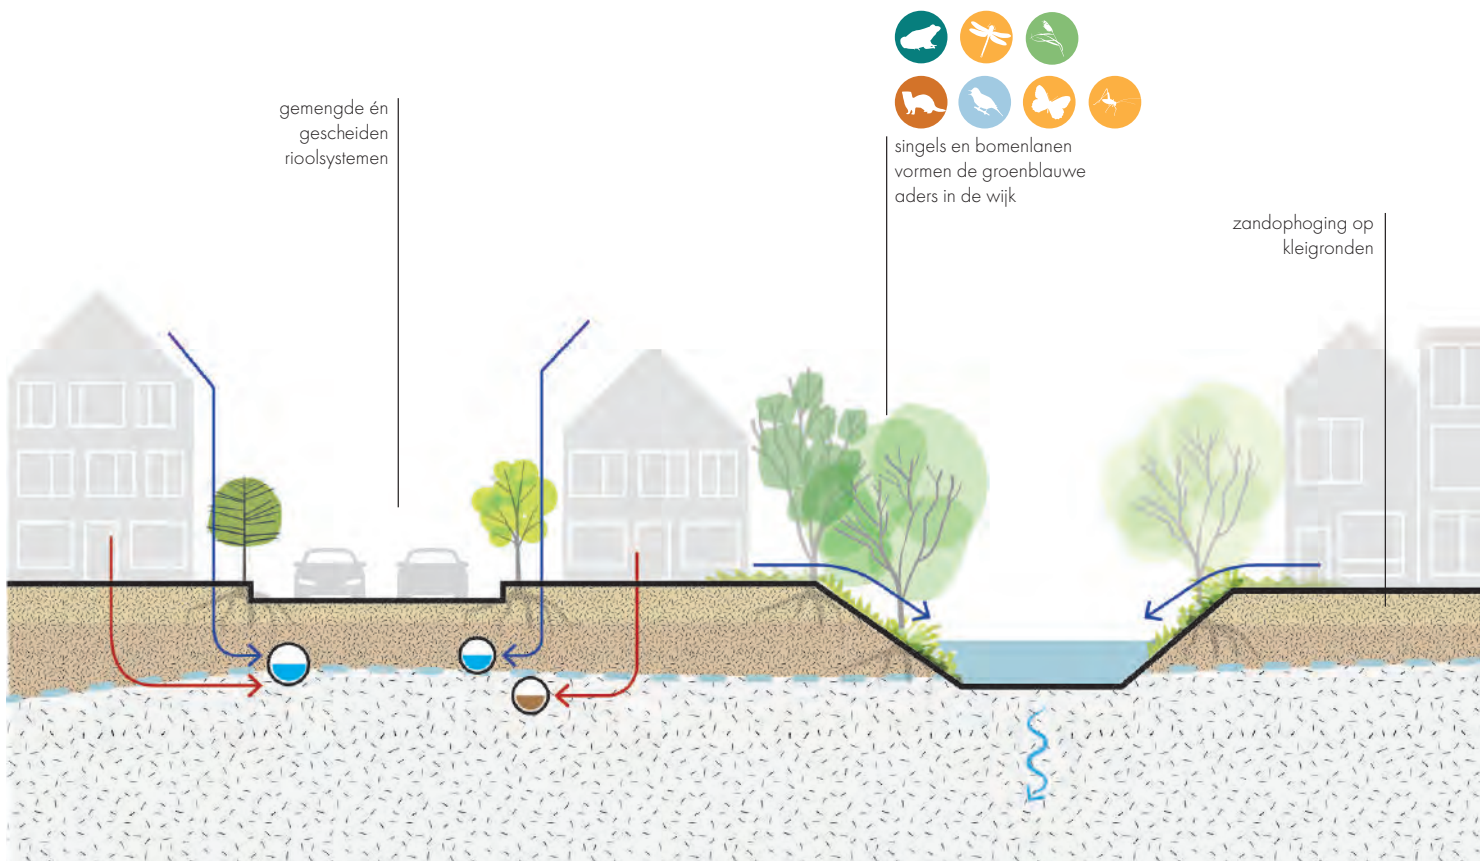 gemengde én
gescheiden
rioolsystemen
singels en bomenlanen
vormen de groenblauwe
aders in de wijk
zandophoging op
kleigronden